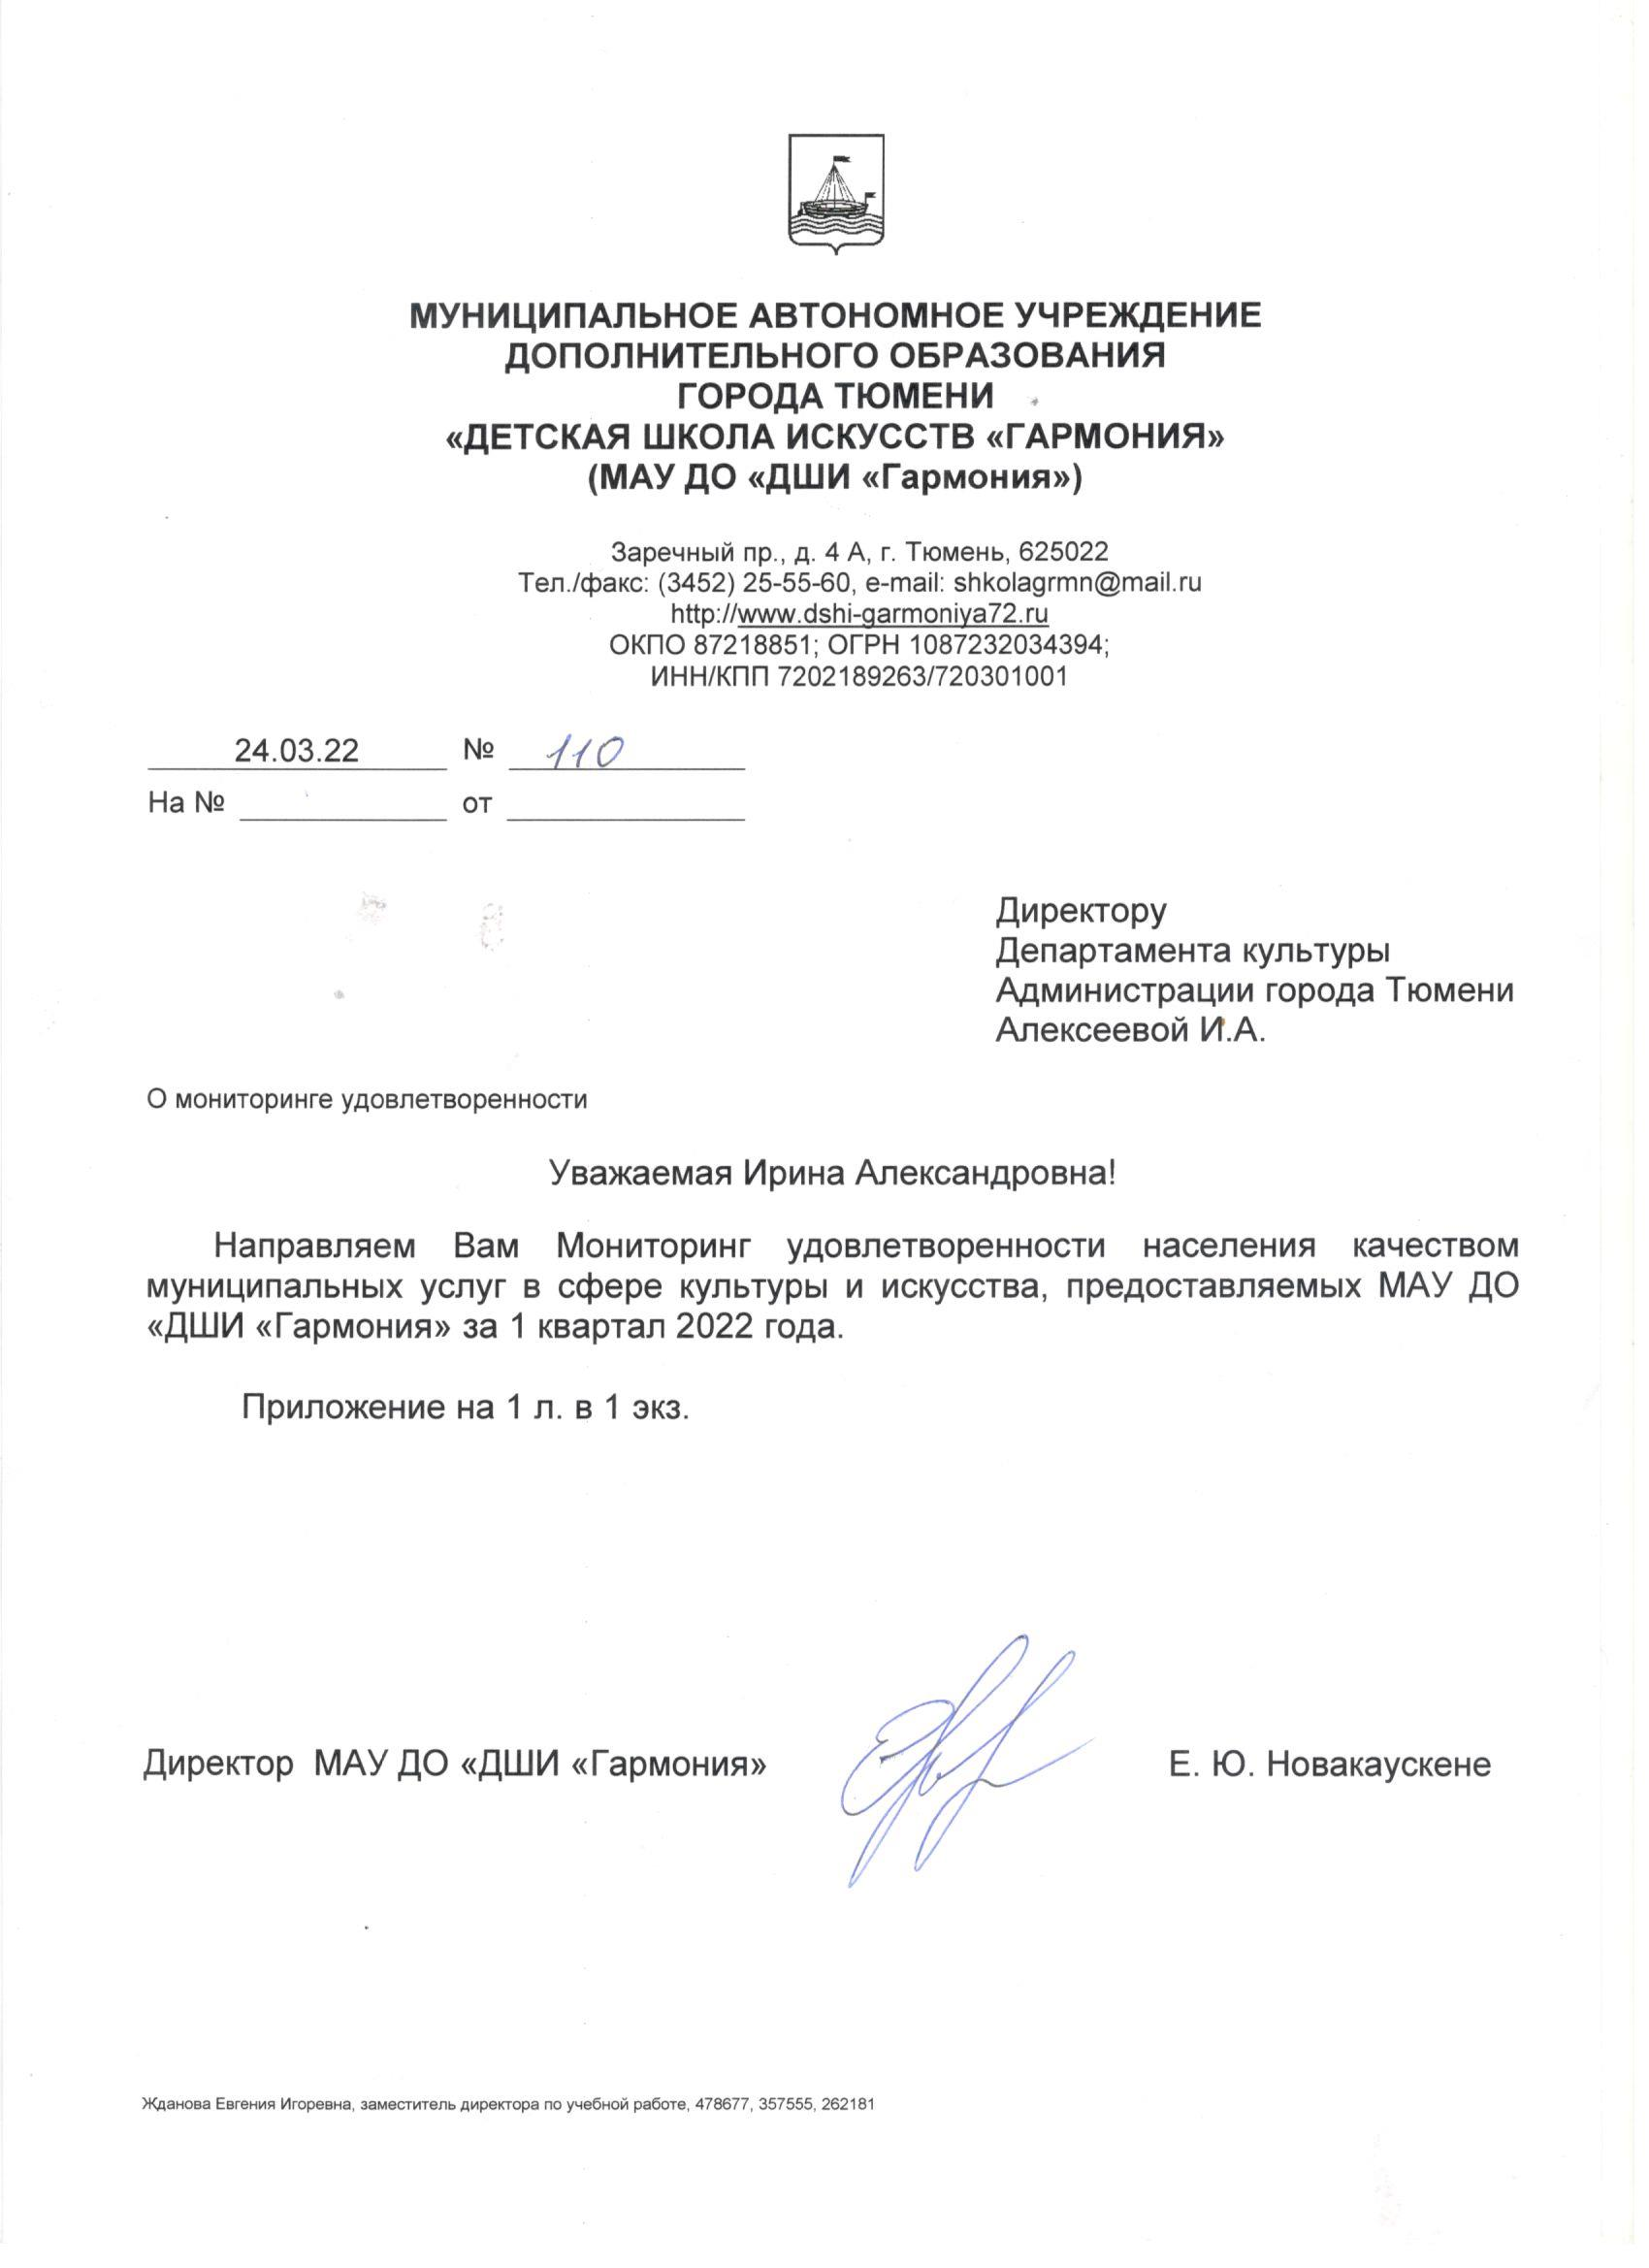 МУНИЦИПАЛЬНОЕ АВТОНОМНОЕ УЧРЕЖДЕНИЕ
ДОПОЛНИТЕЛЬНОГО ОБРАЗОВАНИЯ
ГОРОДА ТЮМЕНИ
«ДЕТСКАЯ ШКОЛА ИСКУССТВ «ГАРМОНИЯ»
(МАУ ДО «ДШИ «Гармония»)
Заречный пр., д. 4 А, г. Тюмень, 625022
Тел./факс: (3452) 25-55-60, e-mail: shkolagrmn@mail.ru
http://www.dshi-garmoniya72.ru
ОКПО 87218851; ОГРН 1087232034394;
ИНН/КПП 7202189263/720301001
24.03.22 № 110
На № от
Директору
Департамента культуры
Администрации города Тюмени
Алексеевой И.А.
О мониторинге удовлетворенности
Уважаемая Ирина Александровна!
Направляем Вам Мониторинг удовлетворенности населения качеством
муниципальных услуг в сфере культуры и искусства, предоставляемых МАУ ДО
«ДШИ «Гармония» за 1 квартал 2022 года.
Приложение на 1 л. в 1 экз.
Директор МАУ ДО «ДШИ «Гармония» Е. Ю. Новакаускене
Жданова Евгения Игоревна, заместитель директора по учебной работе, 478677, 357555, 262181